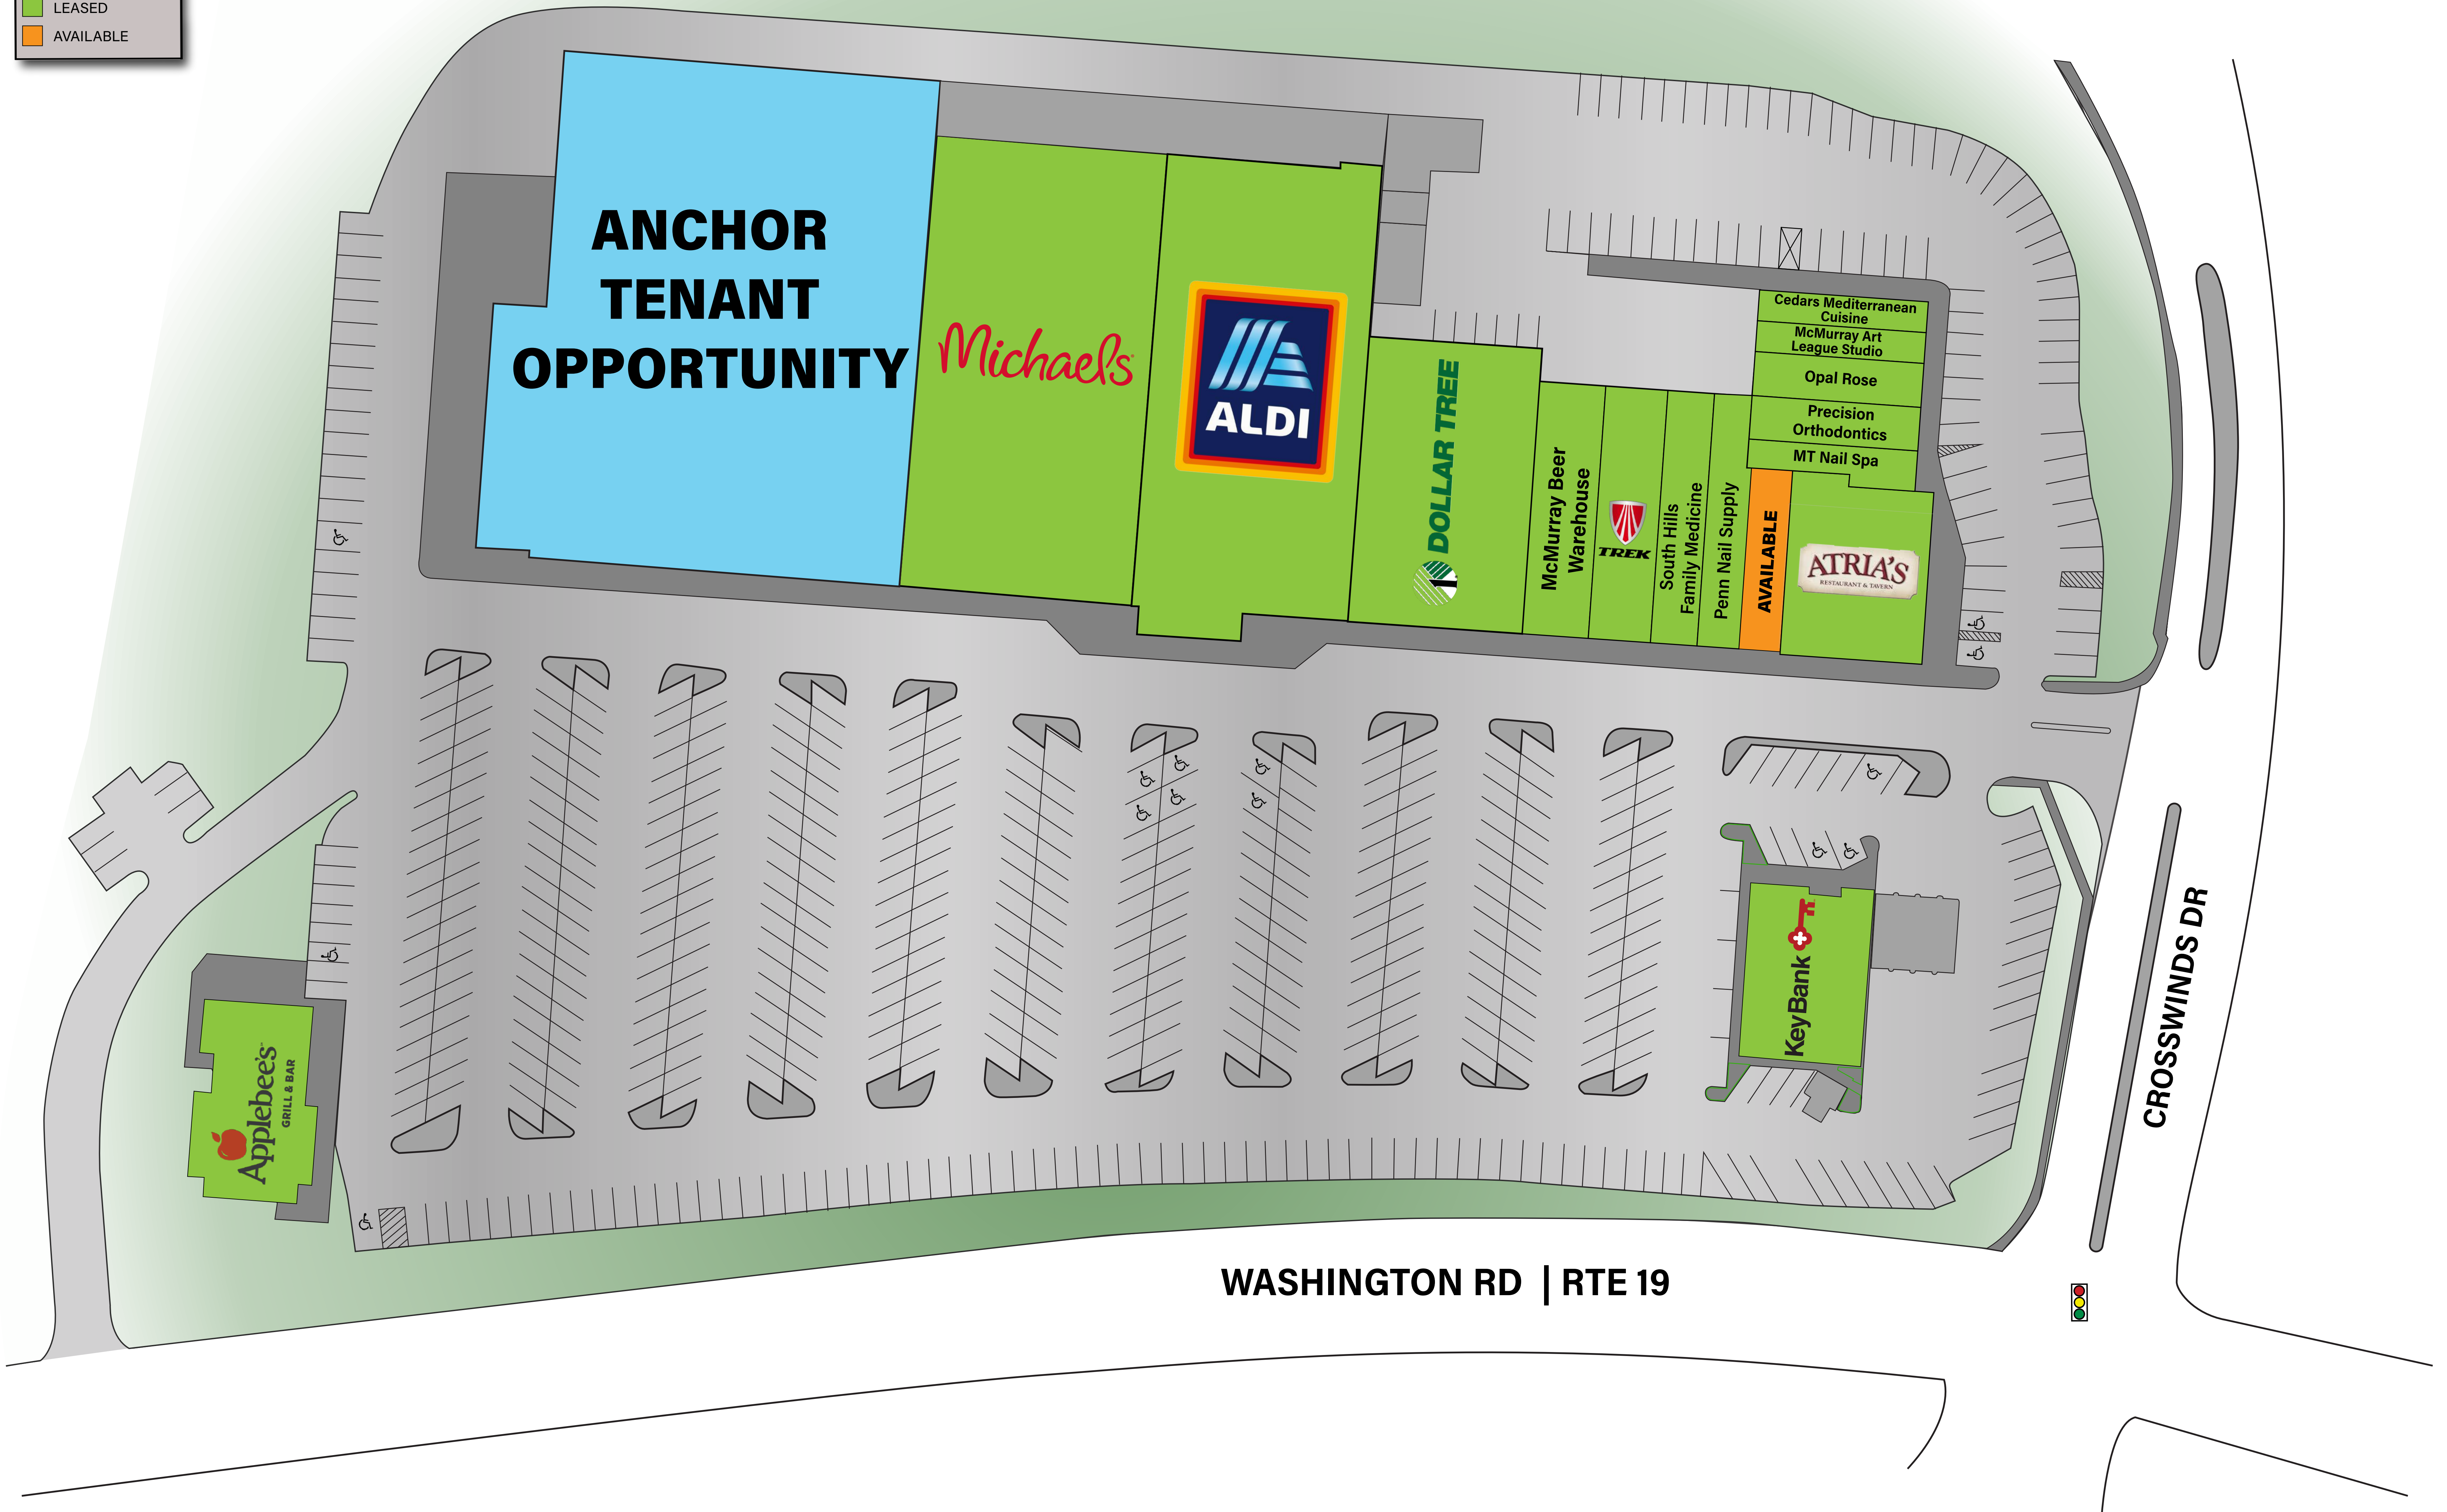 LEASED
AVAILABLE
ANCHOR
TENANT
OPPORTUNITY
Michaels
ALDI
DOLLAR TREE
McMurray Beer
Warehouse
TREK
South Hills
Family Medicine
Penn Nail Supply
AVAILABLE
Cedars Mediterranean
Cuisine
McMurray Art
League Studio
Opal Rose
Precision
Orthodontics
MT Nail Spa
ATRIA'S
RESTAURANT & TAVERN
KeyBank
Applebee's
GRILL & BAR
CROSSWINDS DR
WASHINGTON RD | RTE 19